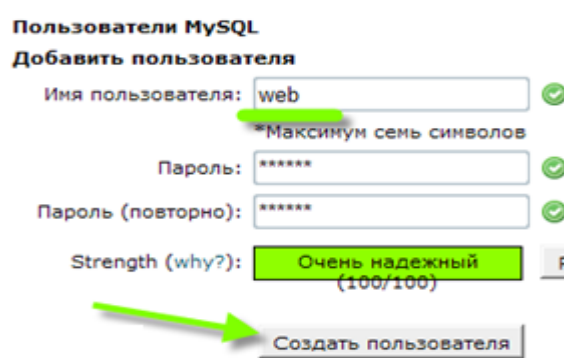 Пользователи MySQL
Добавить пользователя
Имя пользователя: web
*Максимум семь символов
Пароль: ******
Пароль (повторно): ******
Strength (why?): Очень надежный
(100/100)
Создать пользователя